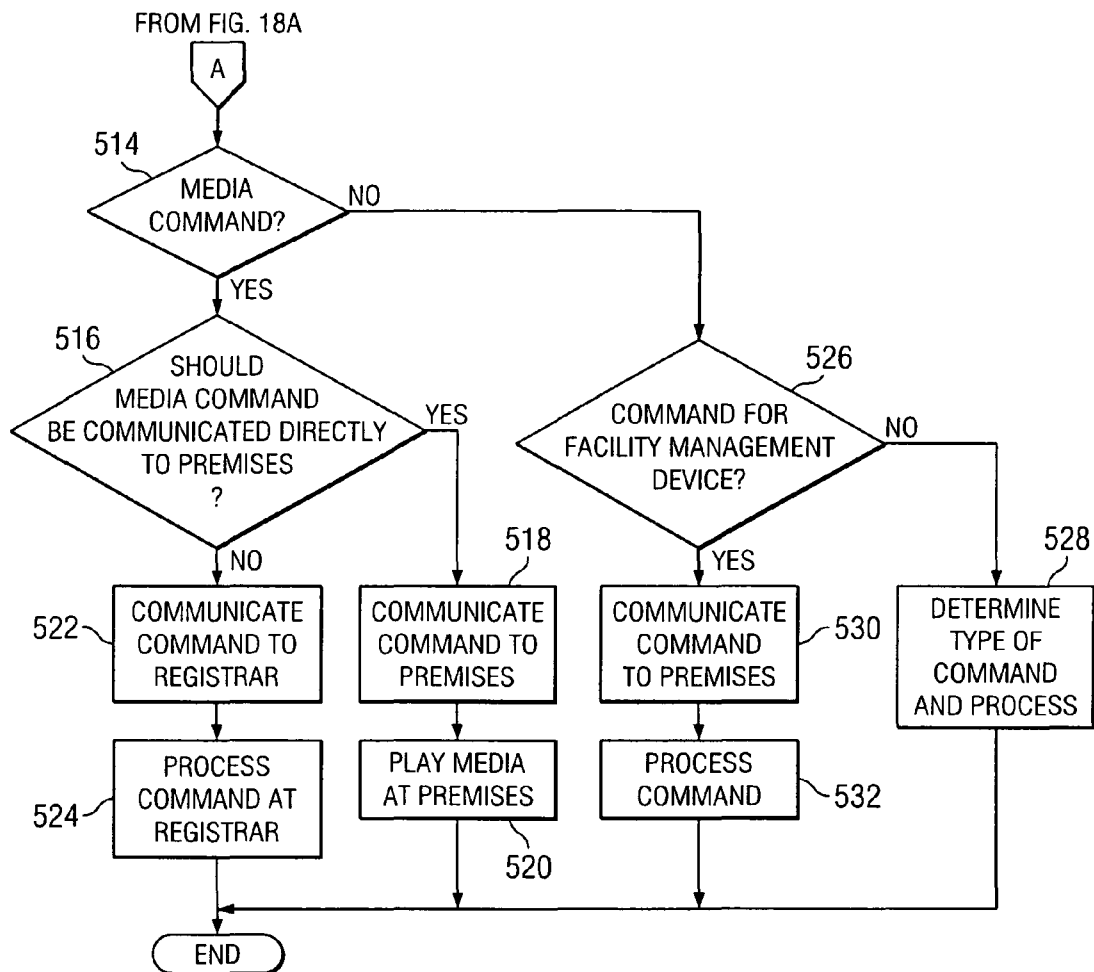 FROM FIG. 18A
A
514
MEDIA
COMMAND?
NO
YES
516
SHOULD
MEDIA COMMAND
BE COMMUNICATED DIRECTLY
TO PREMISES
?
YES
NO
526
COMMAND FOR
FACILITY MANAGEMENT
DEVICE?
NO
YES
522
COMMUNICATE
COMMAND TO
REGISTRAR
518
COMMUNICATE
COMMAND TO
PREMISES
530
COMMUNICATE
COMMAND
TO PREMISES
528
DETERMINE
TYPE OF
COMMAND
AND PROCESS
524
PROCESS
COMMAND AT
REGISTRAR
PLAY MEDIA
AT PREMISES
520
PROCESS
COMMAND
532
END